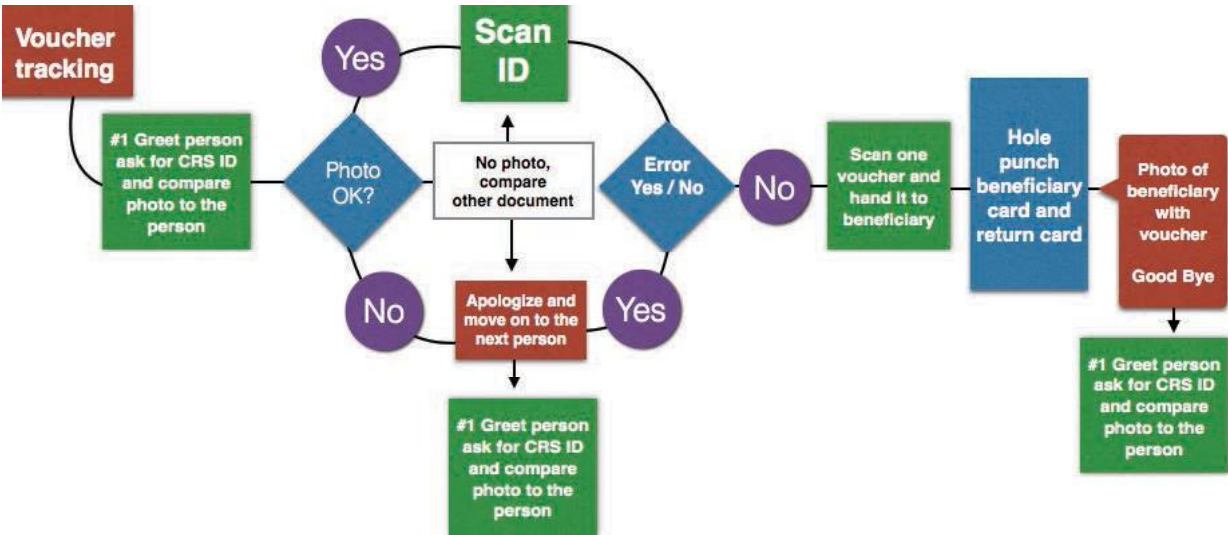 Voucher
tracking
#1 Greet person
ask for CRS ID
and compare
photo to the
person
Photo
OK?
Yes
No
Scan
ID
No photo,
compare
other document
Apologize and
move on to the
next person
#1 Greet person
ask for CRS ID
and compare
photo to the
person
Error
Yes / No
Yes
No
Scan one
voucher and
hand it to
beneficiary
Hole
punch
beneficiary
card and
return card
Photo of
beneficiary
with
voucher
Good Bye
#1 Greet person
ask for CRS ID
and compare
photo to the
person